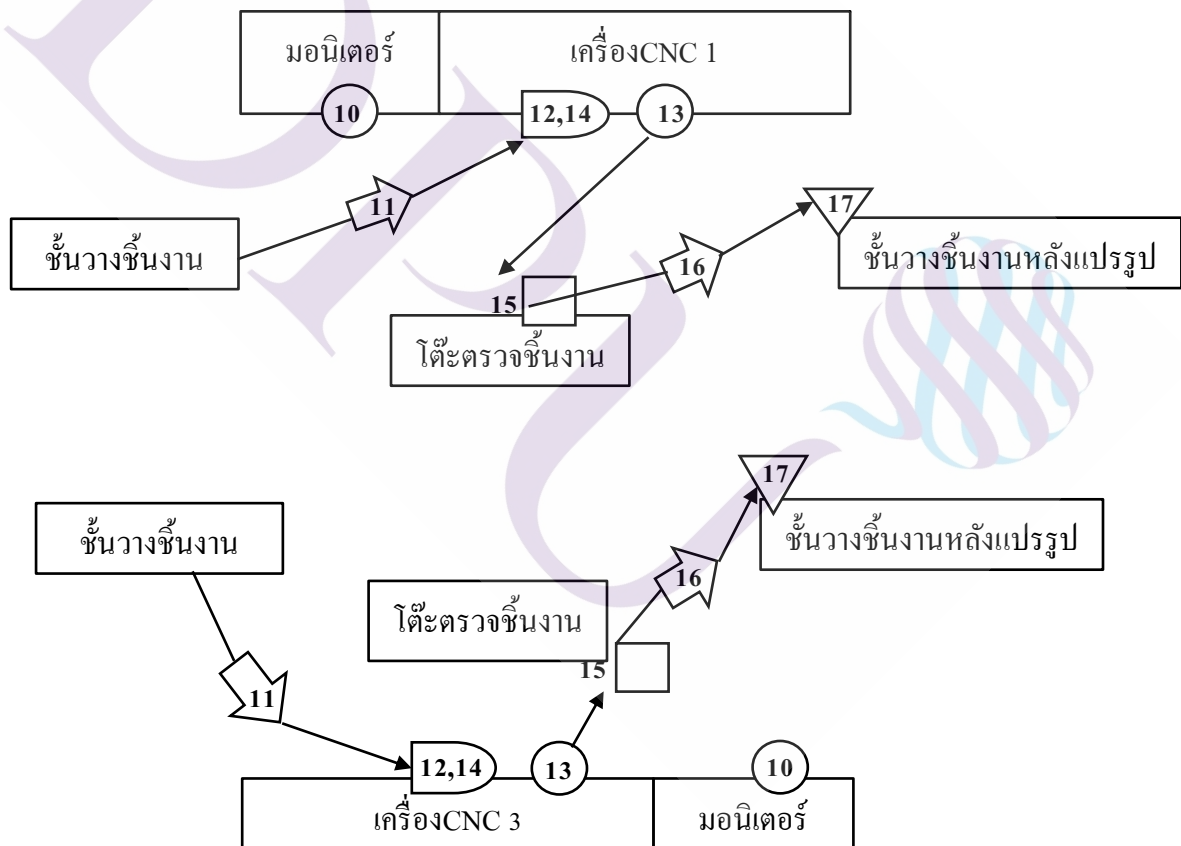 มอนิเตอร์ เครื่องCNC 1
10 12,14 13
11
17
ชั้นวางชิ้นงาน
16
ชั้นวางชิ้นงานหลังแปรรูป
15
โต๊ะตรวจชิ้นงาน
17
ชั้นวางชิ้นงาน
ชั้นวางชิ้นงานหลังแปรรูป
16
โต๊ะตรวจชิ้นงาน
15
11
12,14 13 10
เครื่องCNC 3 มอนิเตอร์